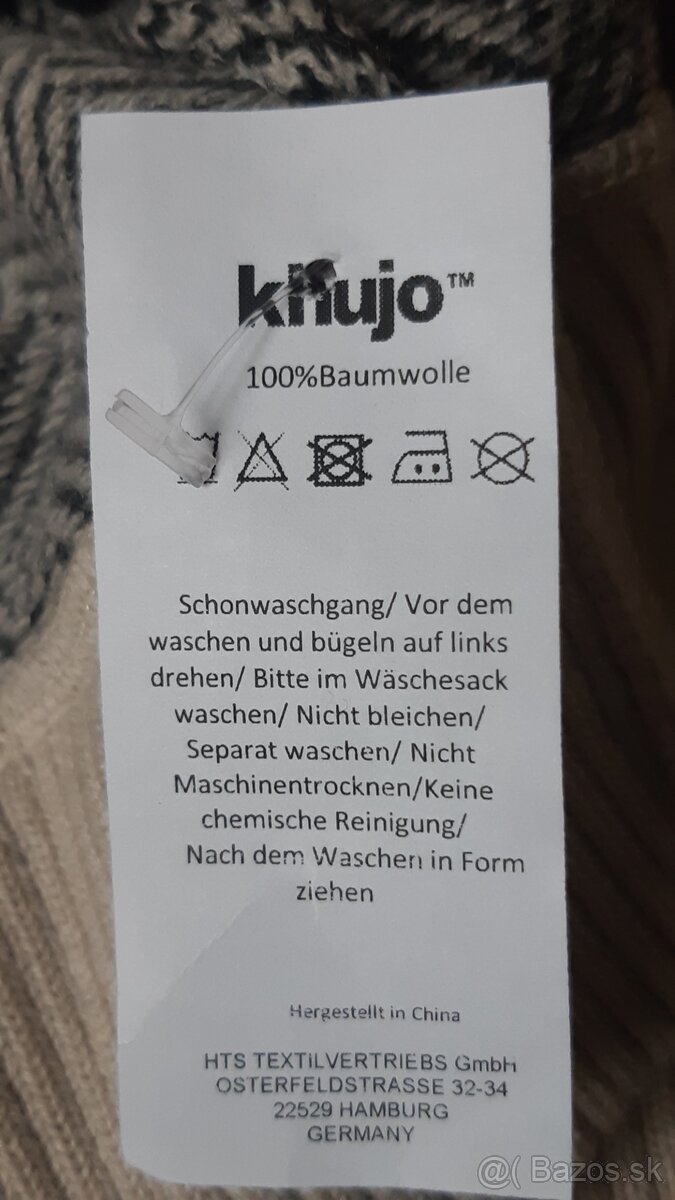 khujo™
100%Baumwolle
Schonwaschgang/ Vor dem
waschen und bügeln auf links
drehen/ Bitte im Wäschesack
waschen/ Nicht bleichen/
Separat waschen/ Nicht
Maschinentrocknen/Keine
chemische Reinigung/
Nach dem Waschen in Form
ziehen
Hergestellt in China
HTS TEXTILVERTRIEBS GmbH
OSTERFELDSTRASSE 32-34
22529 HAMBURG
GERMANY
@( Bazos.sk